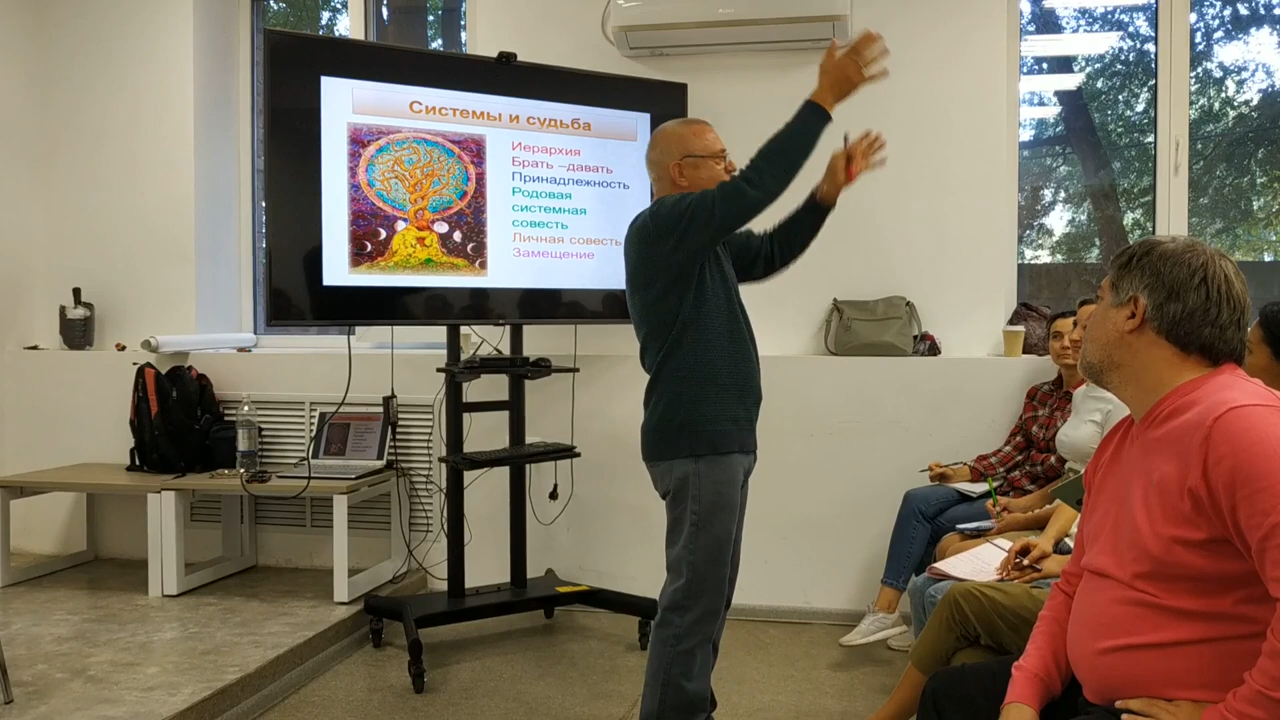 Системы и судьба
Иерархия
Брать –давать
Принадлежность
Родовая
системная
совесть
Личная совесть
Замещение